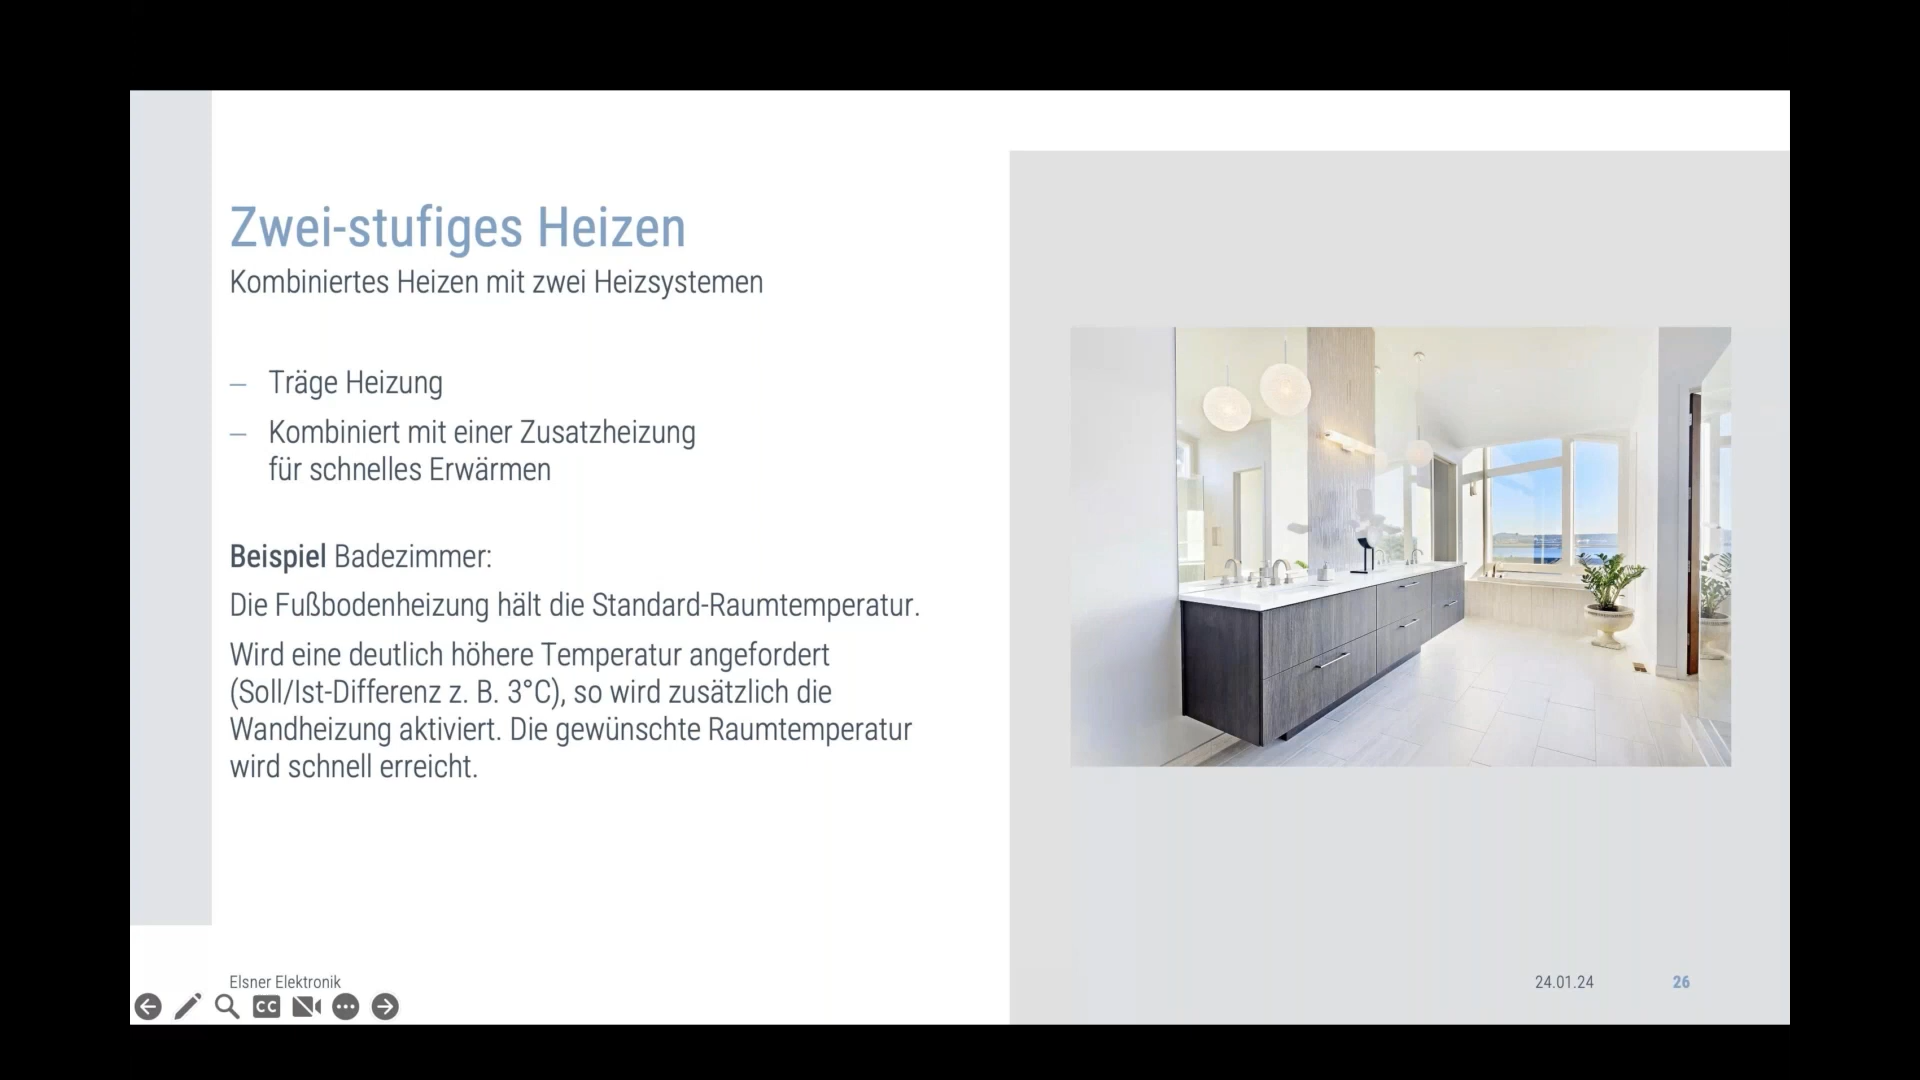 Zwei-stufiges Heizen
Kombiniertes Heizen mit zwei Heizsystemen
– Träge Heizung
– Kombiniert mit einer Zusatzheizung
für schnelles Erwärmen
Beispiel Badezimmer:
Die Fußbodenheizung hält die Standard-Raumtemperatur.
Wird eine deutlich höhere Temperatur angefordert
(Soll/Ist-Differenz z. B. 3°C), so wird zusätzlich die
Wandheizung aktiviert. Die gewünschte Raumtemperatur
wird schnell erreicht.
Elsner Elektronik
24.01.24
26
CC